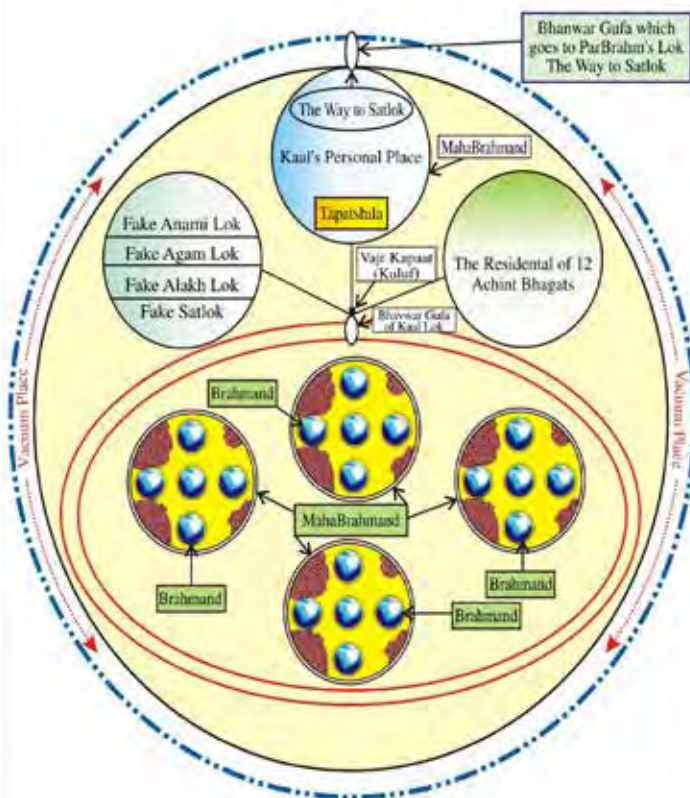 Bhanwar Gufa which
goes to ParBrahm's Lok
The Way to Satlok
The Way to Satlok
Kaal's Personal Place
MahaBrahmand
Tapatshila
Fake Anami Lok
Fake Agam Lok
Fake Alakh Lok
Fake Satlok
Vajr Kapaat
(Kuluf)
The Residental of 12
Achint Bhagats
Bhavwar Gufa
of Kaal Lok
Vacuum Place
Vacuum Place
Brahmand
MahaBrahmand
Brahmand
Brahmand
Brahmand